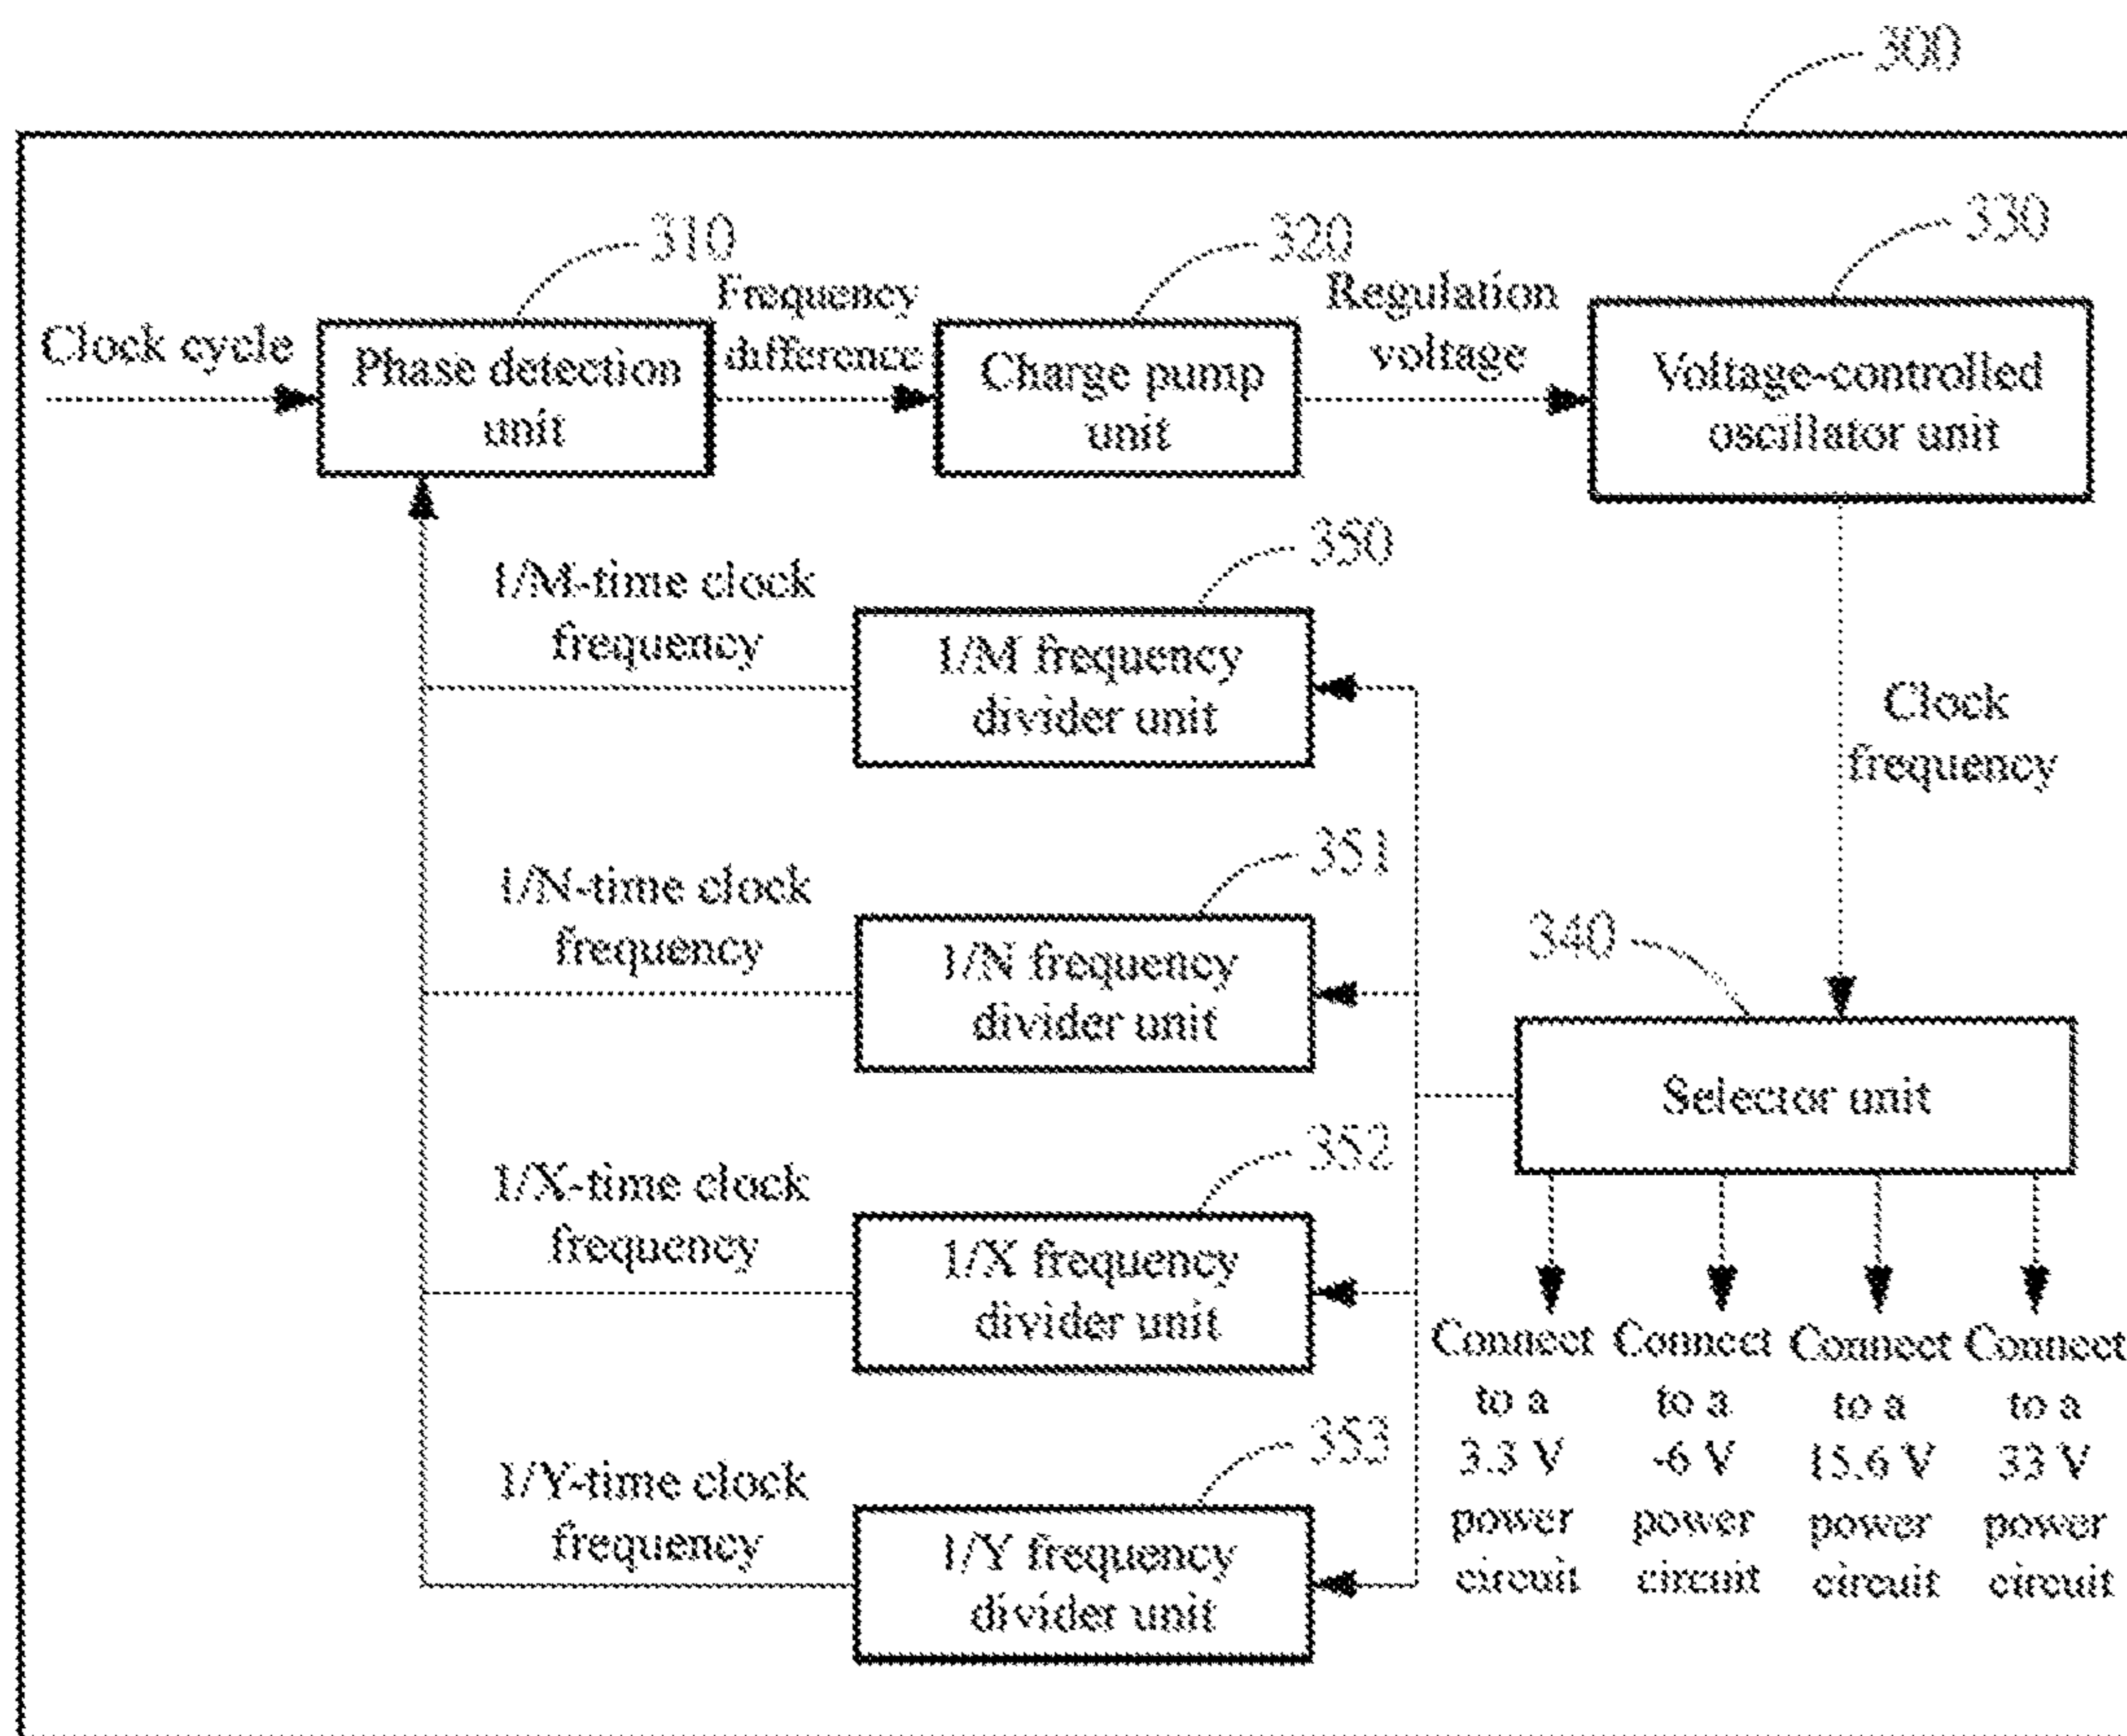 300
310
320
330
Clock cycle
Phase detection
unit
Frequency
difference
Charge pump
unit
Regulation
voltage
Voltage-controlled
oscillator unit
350
1/M-time clock
frequency
1/M frequency
divider unit
Clock
frequency
351
1/N-time clock
frequency
1/N frequency
divider unit
340
Selector unit
352
1/X-time clock
frequency
1/X frequency
divider unit
353
1/Y-time clock
frequency
1/Y frequency
divider unit
Connect
to a
3.3 V
power
circuit
Connect
to a
-6 V
power
circuit
Connect
to a
15.6 V
power
circuit
Connect
to a
33 V
power
circuit